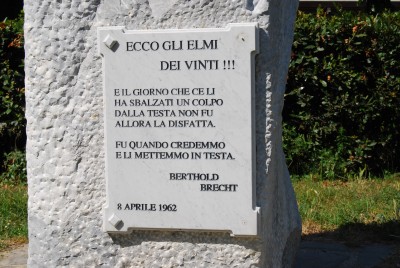 ECCO GLI ELMI
DEI VINTI !!!
E IL GIORNO CHE CE LI
HA SBALZATI UN COLPO
DALLA TESTA NON FU
ALLORA LA DISFATTA.
FU QUANDO CREDEMMO
E LI METTEMMO IN TESTA.
BERTHOLD
BRECHT
8 APRILE 1962